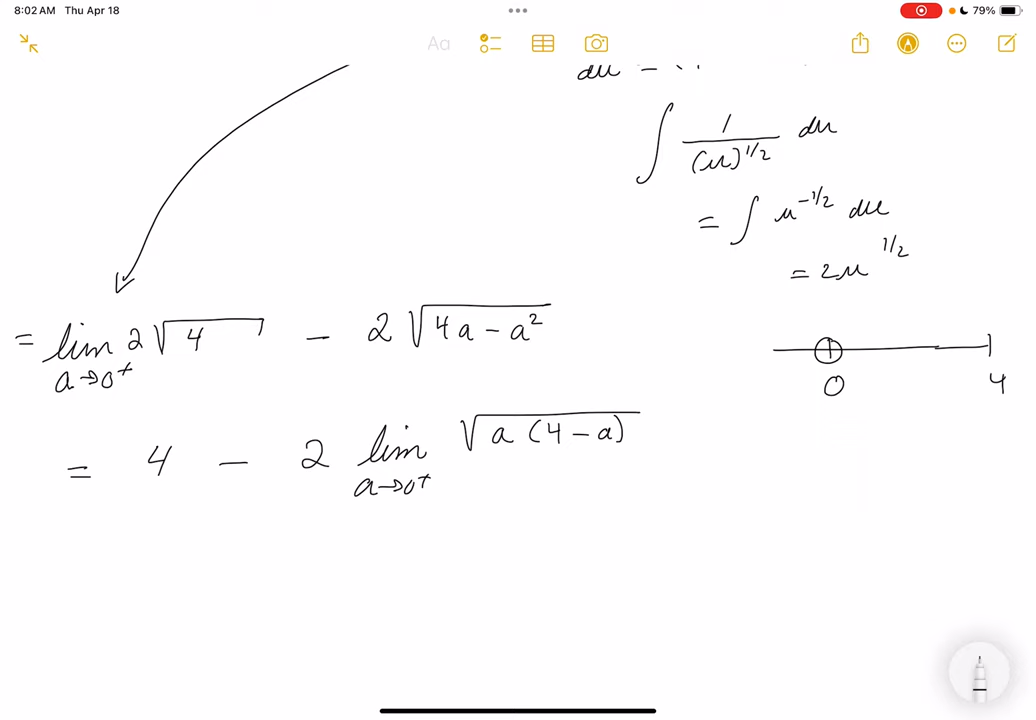 8:02 AM Thu Apr 18
79%
Aa
du = (
∫ 1/(u)^{1/2} du
= ∫ u^{-1/2} du
= 2u^{1/2}
= lim_{a→0⁺} 2√4 - 2√(4a - a²)
0 4
= 4 - 2 lim_{a→0⁺} √(a(4-a))